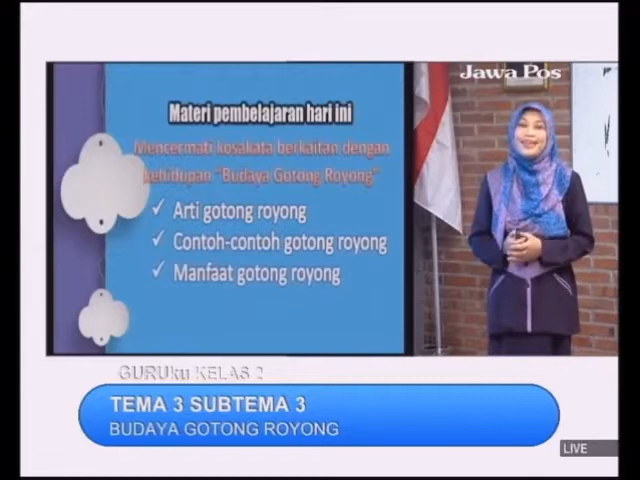 Jawa Pos
Materi pembelajaran hari ini
Mencermati kosakata berkaitan dengan
kehidupan "Budaya Gotong Royong"
✓ Arti gotong royong
✓ Contoh-contoh gotong royong
✓ Manfaat gotong royong
GURUku KELAS 2
TEMA 3 SUBTEMA 3
BUDAYA GOTONG ROYONG
LIVE